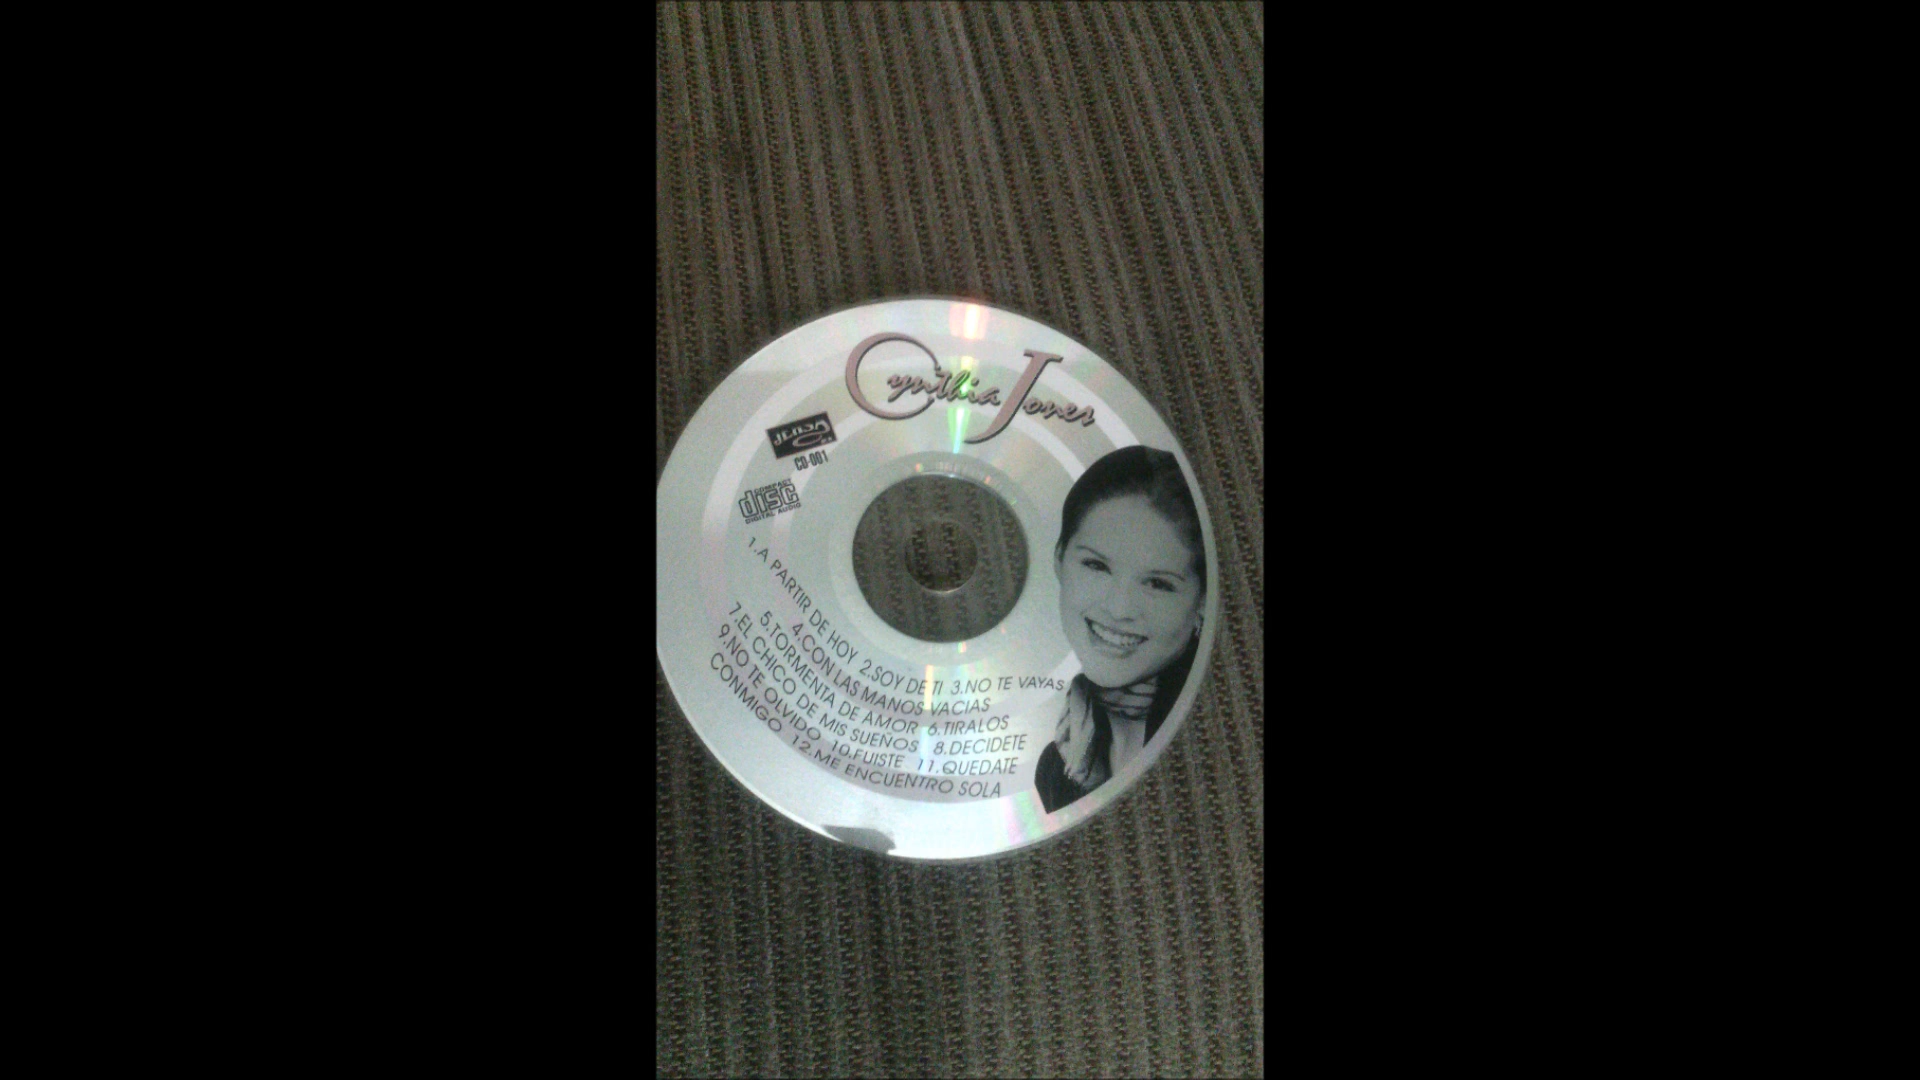 Cynthia Jones
CD-001
COMPACT
disc
DIGITAL AUDIO
1.A PARTIR DE HOY 2.SOY DE TI 3.NO TE VAYAS
4.CON LAS MANOS VACIAS
5.TORMENTA DE AMOR 6.TIRALOS
7.EL CHICO DE MIS SUEÑOS 8.DECIDETE
9.NO TE OLVIDO 10.FUISTE 11.QUEDATE
CONMIGO 12.ME ENCUENTRO SOLA